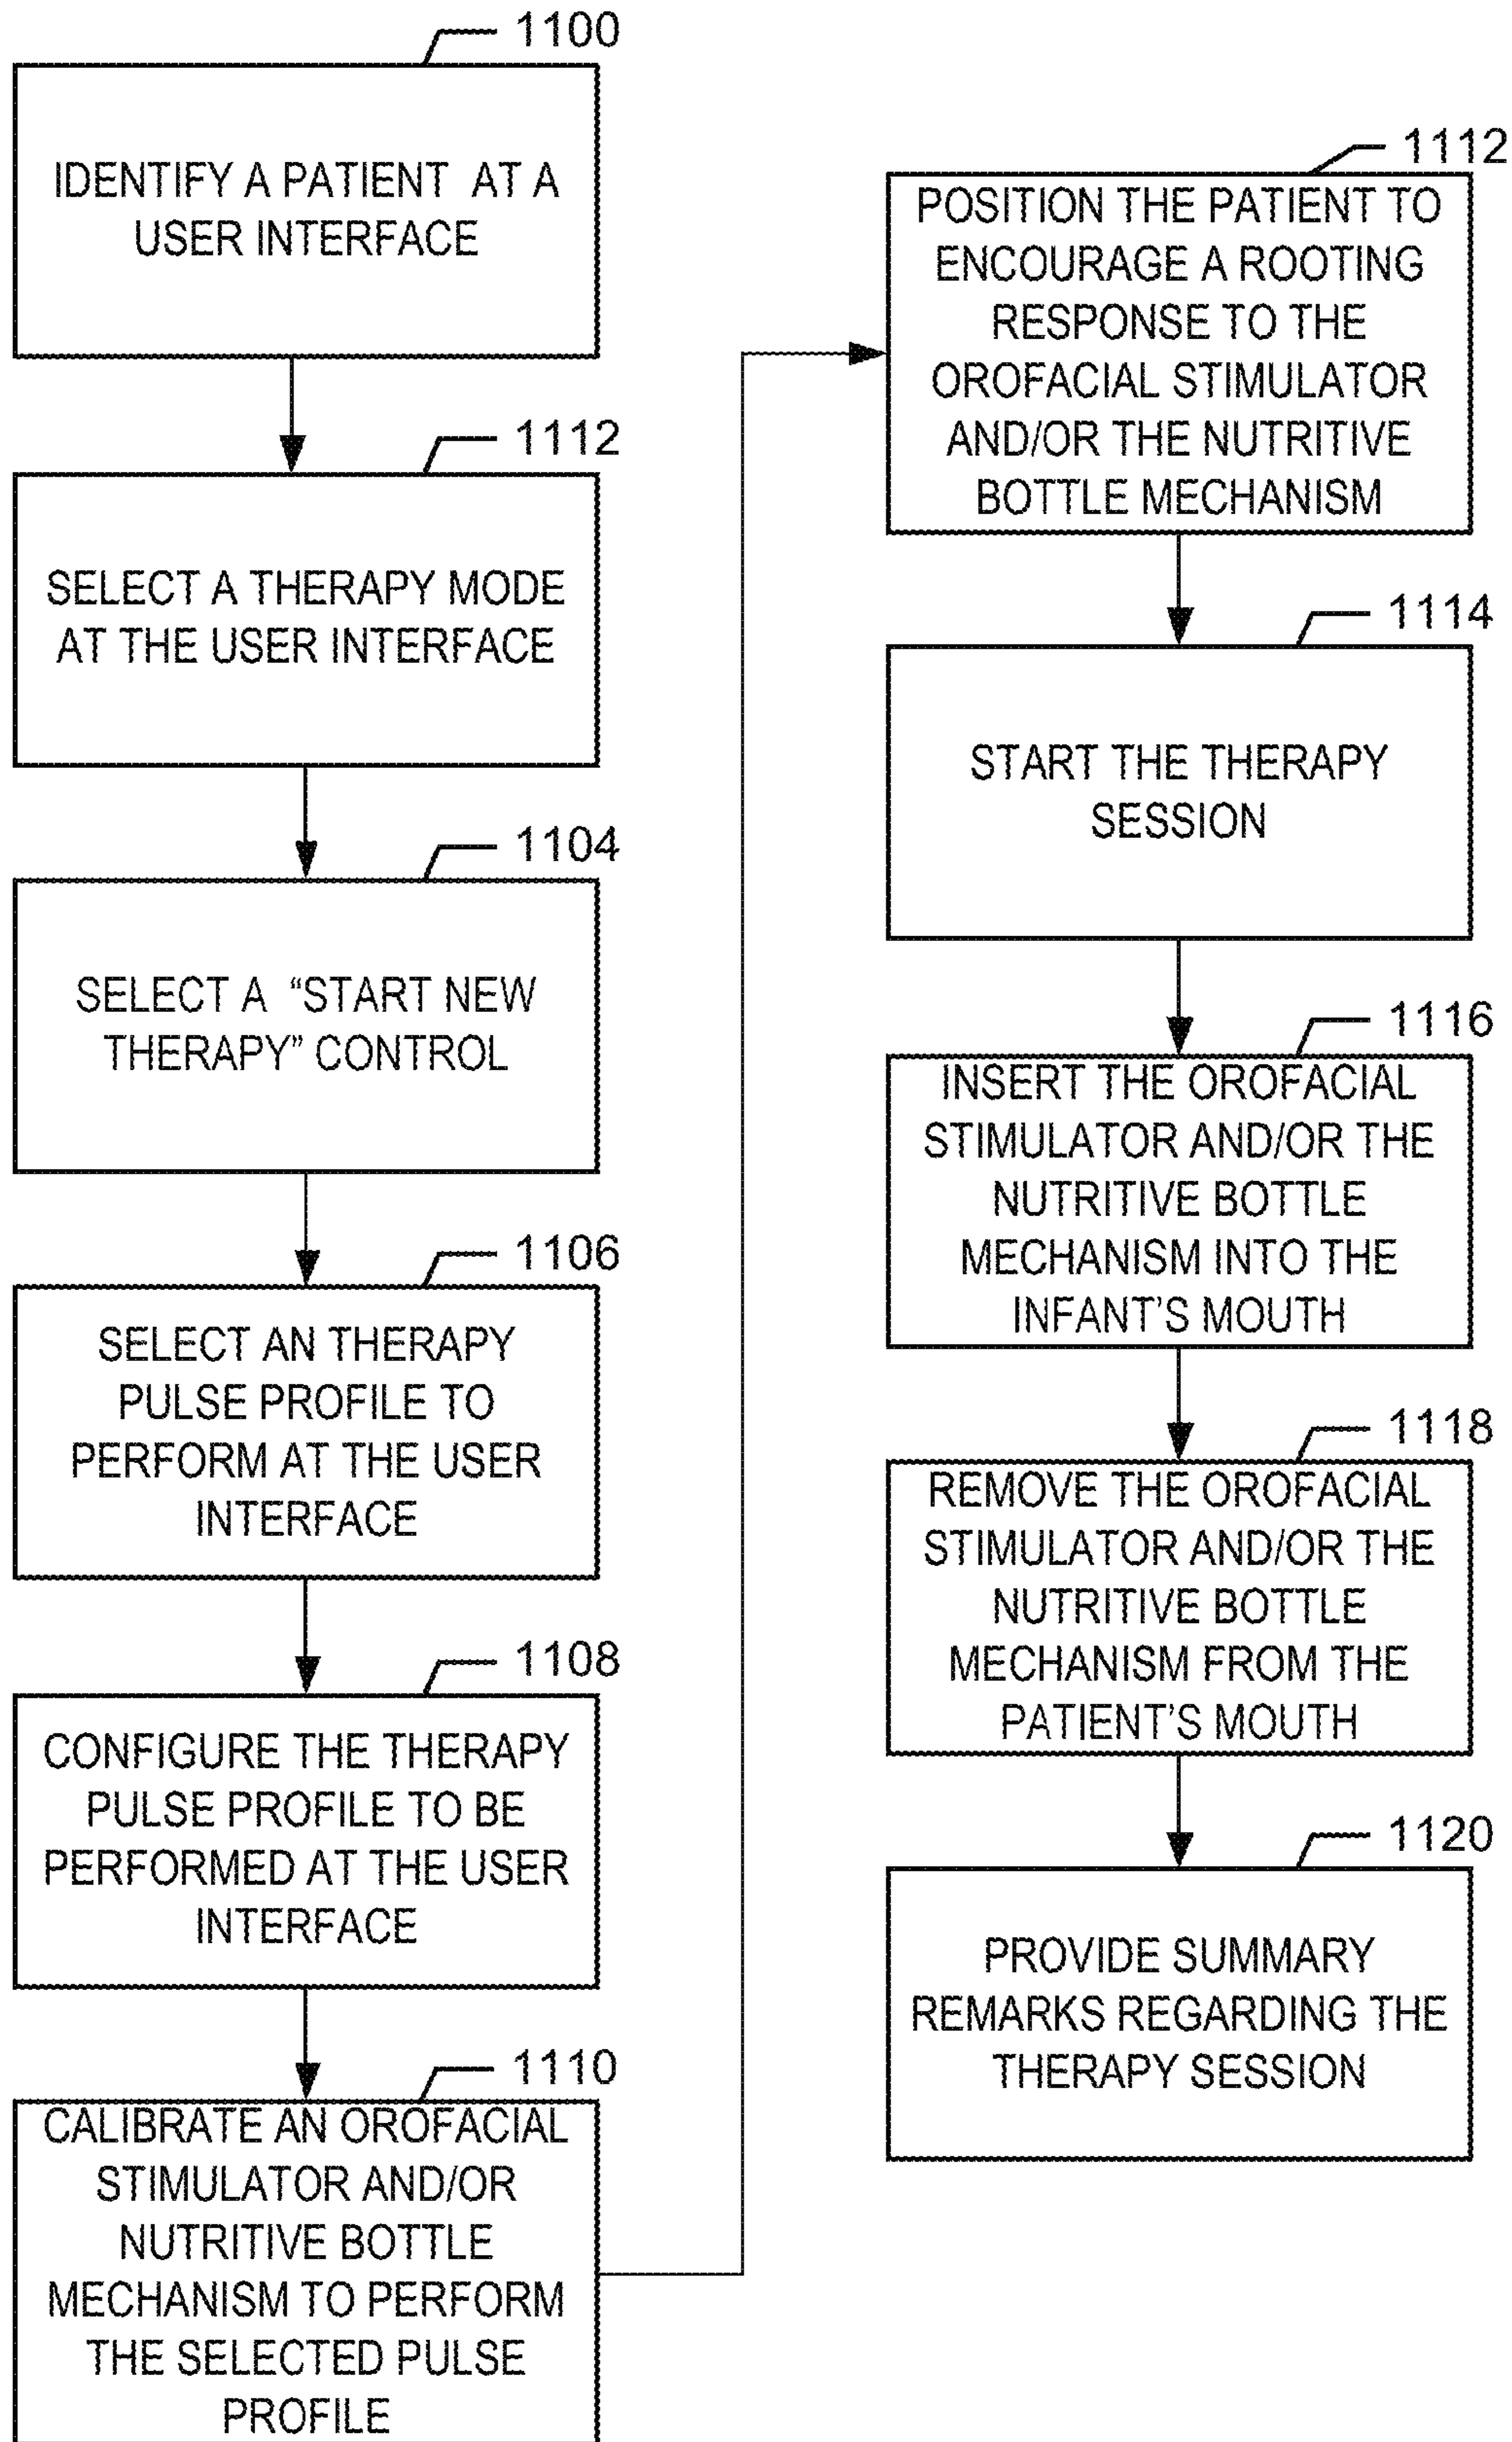 1100
IDENTIFY A PATIENT AT A
USER INTERFACE
1112
SELECT A THERAPY MODE
AT THE USER INTERFACE
1104
SELECT A “START NEW
THERAPY” CONTROL
1106
SELECT AN THERAPY
PULSE PROFILE TO
PERFORM AT THE USER
INTERFACE
1108
CONFIGURE THE THERAPY
PULSE PROFILE TO BE
PERFORMED AT THE USER
INTERFACE
1110
CALIBRATE AN OROFACIAL
STIMULATOR AND/OR
NUTRITIVE BOTTLE
MECHANISM TO PERFORM
THE SELECTED PULSE
PROFILE
1112
POSITION THE PATIENT TO
ENCOURAGE A ROOTING
RESPONSE TO THE
OROFACIAL STIMULATOR
AND/OR THE NUTRITIVE
BOTTLE MECHANISM
1114
START THE THERAPY
SESSION
1116
INSERT THE OROFACIAL
STIMULATOR AND/OR THE
NUTRITIVE BOTTLE
MECHANISM INTO THE
INFANT’S MOUTH
1118
REMOVE THE OROFACIAL
STIMULATOR AND/OR THE
NUTRITIVE BOTTLE
MECHANISM FROM THE
PATIENT’S MOUTH
1120
PROVIDE SUMMARY
REMARKS REGARDING THE
THERAPY SESSION